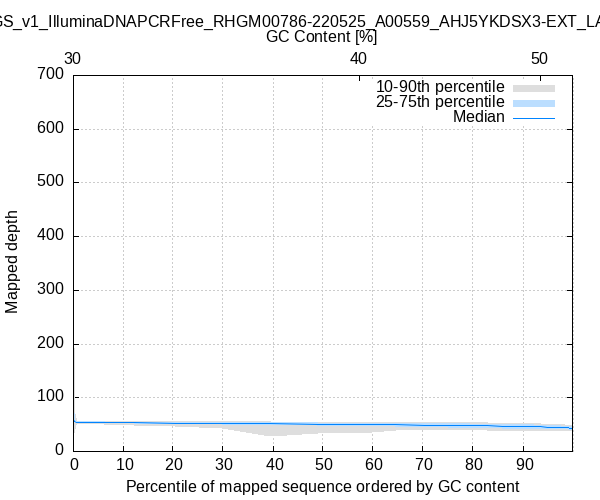 GS_v1_IlluminaDNAPCRFree_RHGM00786-220525_A00559_AHJ5YKDSX3-EXT_LA
GC Content [%]
30 40 50
700
600
500
400
300
200
100
0
10-90th percentile
25-75th percentile
Median
Mapped depth
0 10 20 30 40 50 60 70 80 90
Percentile of mapped sequence ordered by GC content